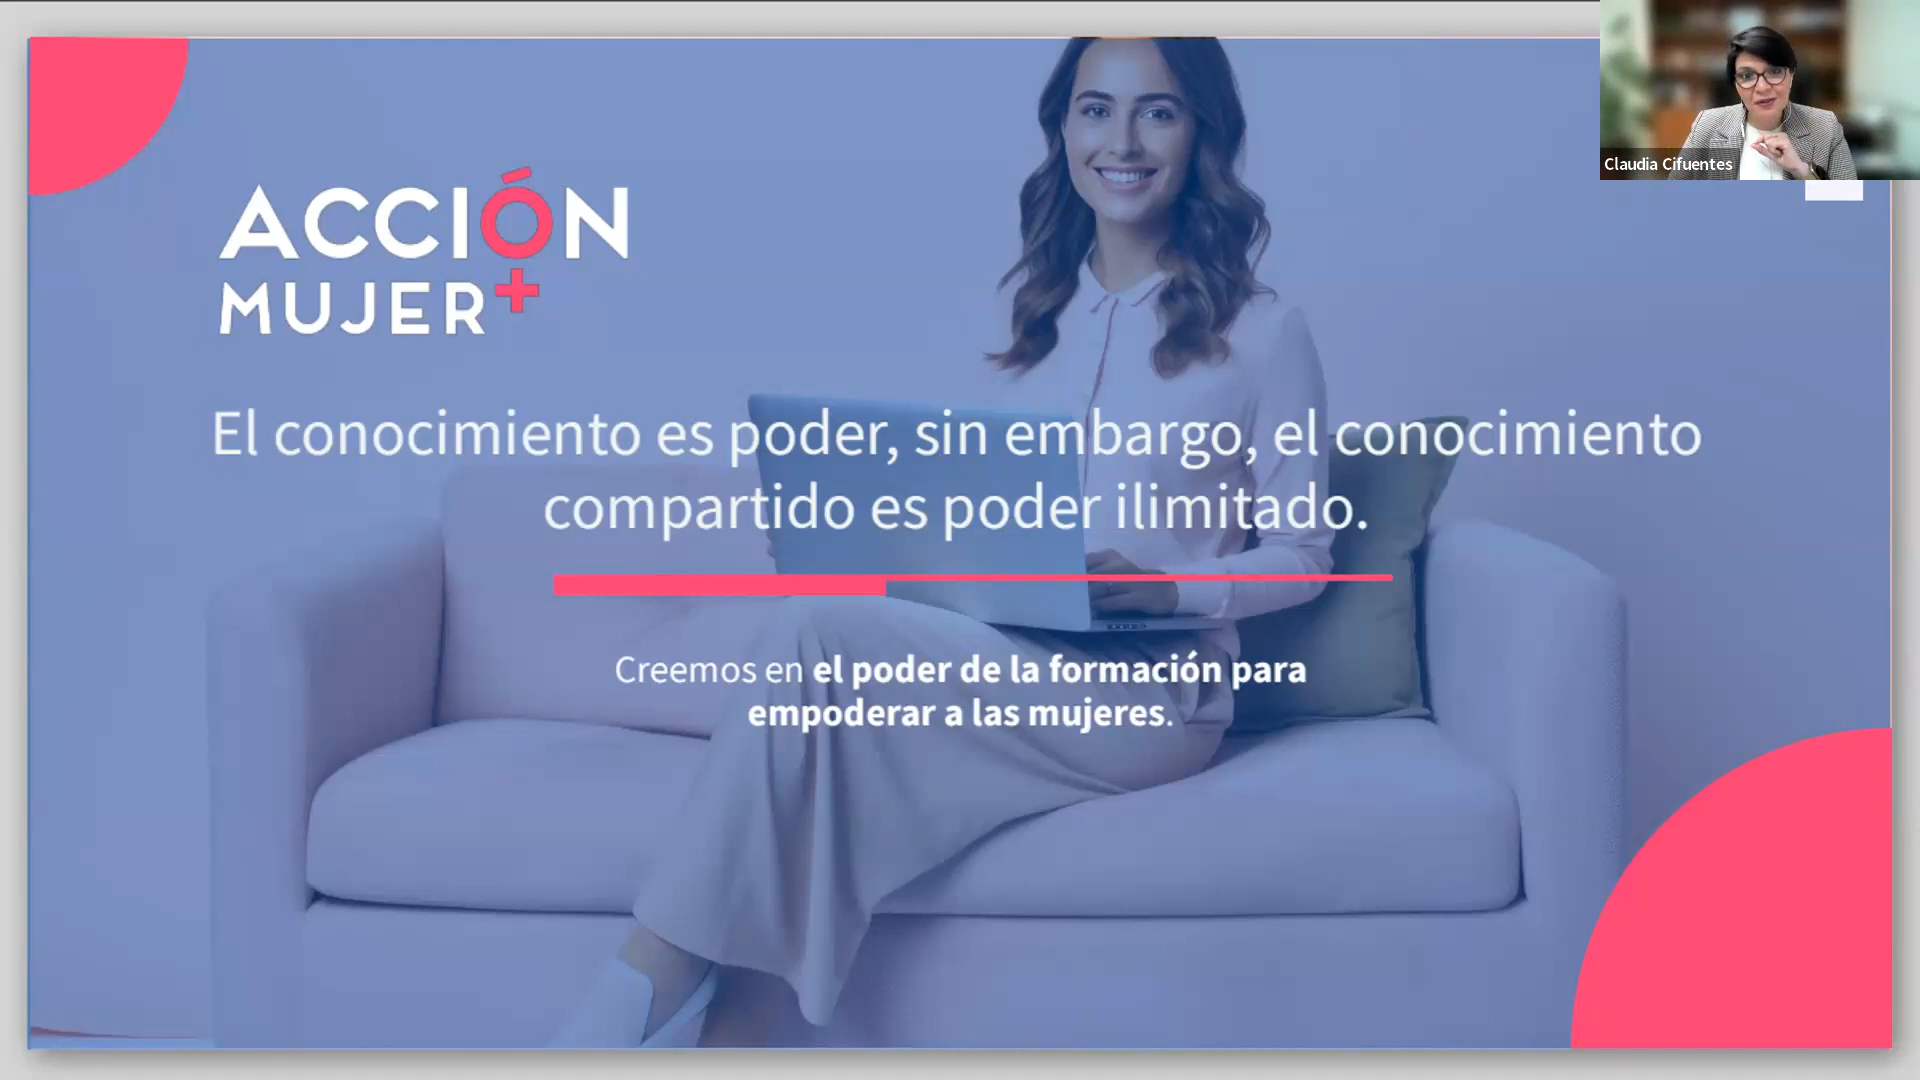 Claudia Cifuentes
ACCIÓN
MUJER+
El conocimiento es poder, sin embargo, el conocimiento
compartido es poder ilimitado.
Creemos en el poder de la formación para
empoderar a las mujeres.